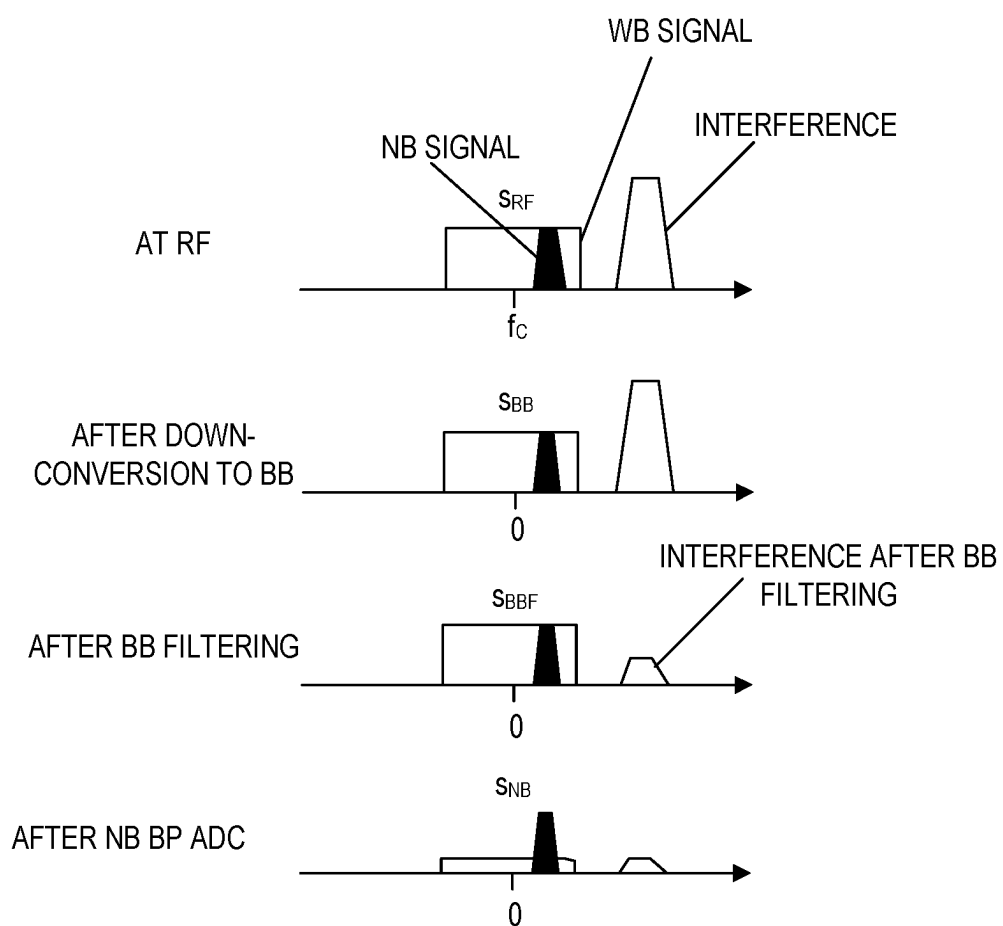 WB SIGNAL
INTERFERENCE
NB SIGNAL
SRF
AT RF
fC
SBB
AFTER DOWN-
CONVERSION TO BB
0
INTERFERENCE AFTER BB
FILTERING
SBBF
AFTER BB FILTERING
0
SNB
AFTER NB BP ADC
0